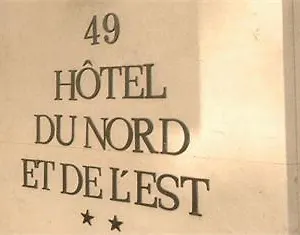 49
HÔTEL
DU NORD
ET DE L'EST
★★